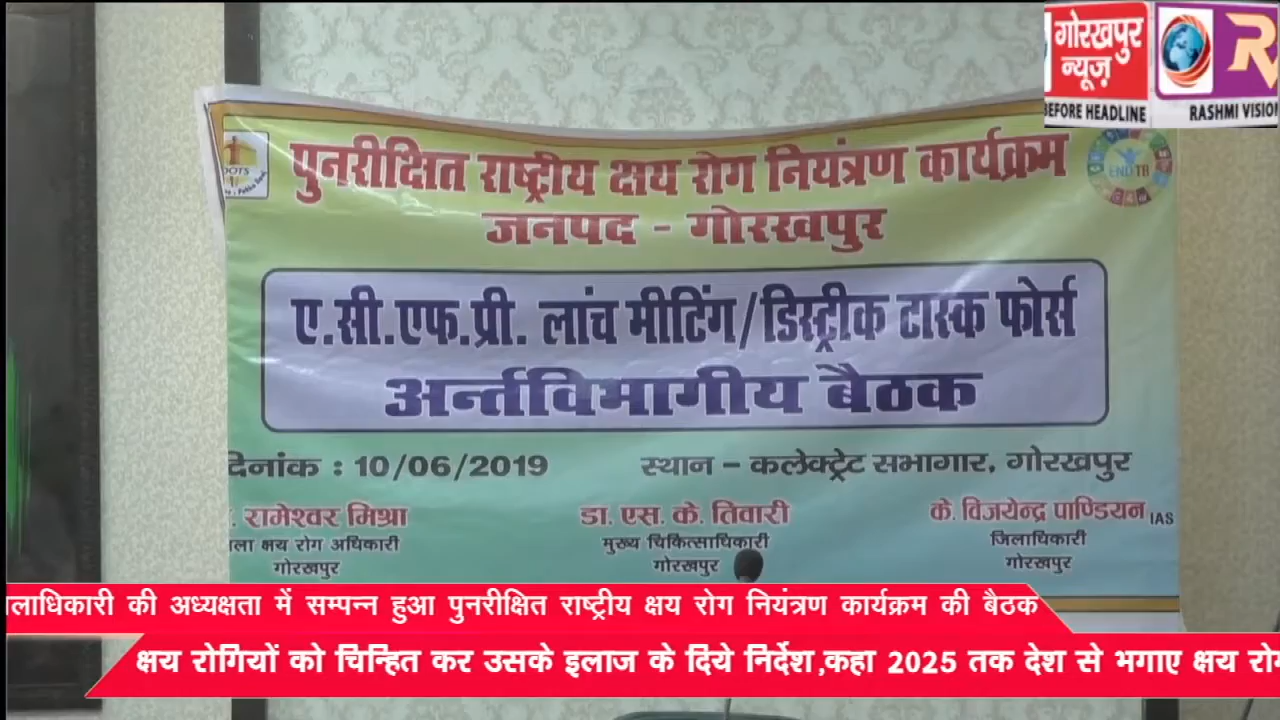 गोरखपुर
न्यूज़
BEFORE HEADLINE
R
RASHMI VISION
DOTS
पुनरीक्षित राष्ट्रीय क्षय रोग नियंत्रण कार्यक्रम
END TB
जनपद - गोरखपुर
ए.सी.एफ.प्री. लांच मीटिंग/डिस्ट्रीक टास्क फोर्स
अर्न्तविभागीय बैठक
दिनांक : 10/06/2019
स्थान – कलेक्ट्रेट सभागार, गोरखपुर
रामेश्वर मिश्रा
ला क्षय रोग अधिकारी
गोरखपुर
डा. एस. के. तिवारी
मुख्य चिकित्साधिकारी
गोरखपुर
के. विजयेन्द्र पाण्डियन IAS
जिलाधिकारी
गोरखपुर
लाधिकारी की अध्यक्षता में सम्पन्न हुआ पुनरीक्षित राष्ट्रीय क्षय रोग नियंत्रण कार्यक्रम की बैठक
क्षय रोगियों को चिन्हित कर उसके इलाज के दिये निर्देश,कहा 2025 तक देश से भगाए क्षय रोग